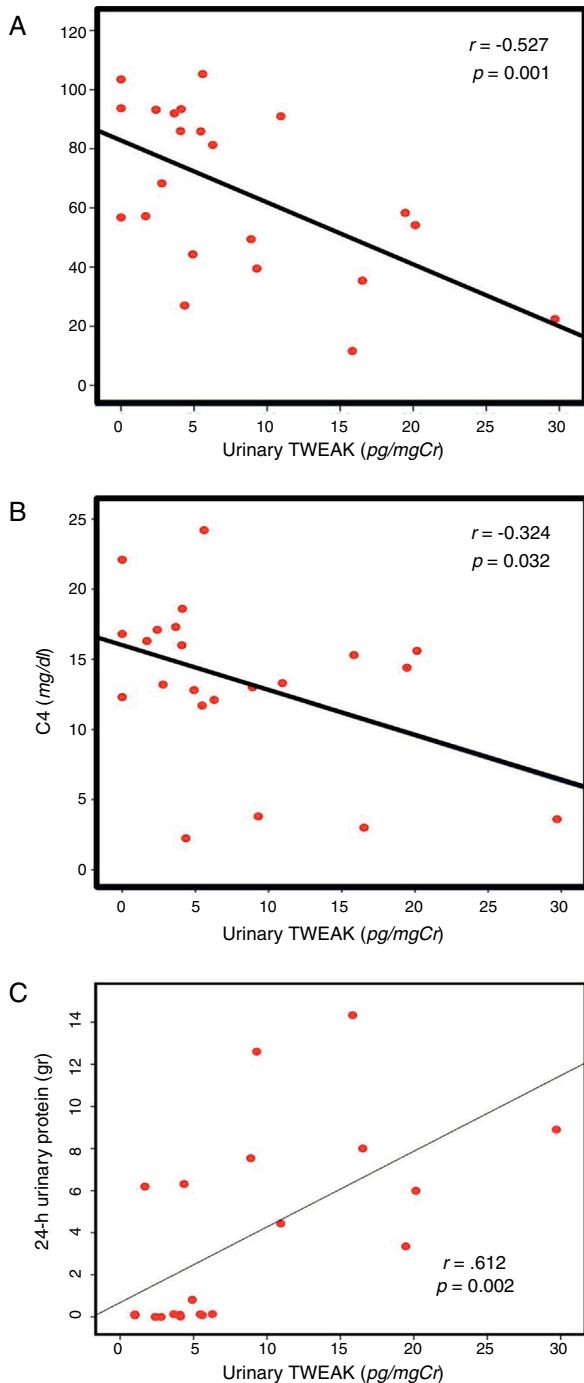 A
r = -0.527
p = 0.001
120
100
80
60
40
20
0
0 5 10 15 20 25 30
Urinary TWEAK (pg/mgCr)
B
r = -0.324
p = 0.032
C4 (mg/dl)
25
20
15
10
5
0
0 5 10 15 20 25 30
Urinary TWEAK (pg/mgCr)
C
24-h urinary protein (gr)
14
12
10
8
6
4
2
0
r = .612
p = 0.002
0 5 10 15 20 25 30
Urinary TWEAK (pg/mgCr)